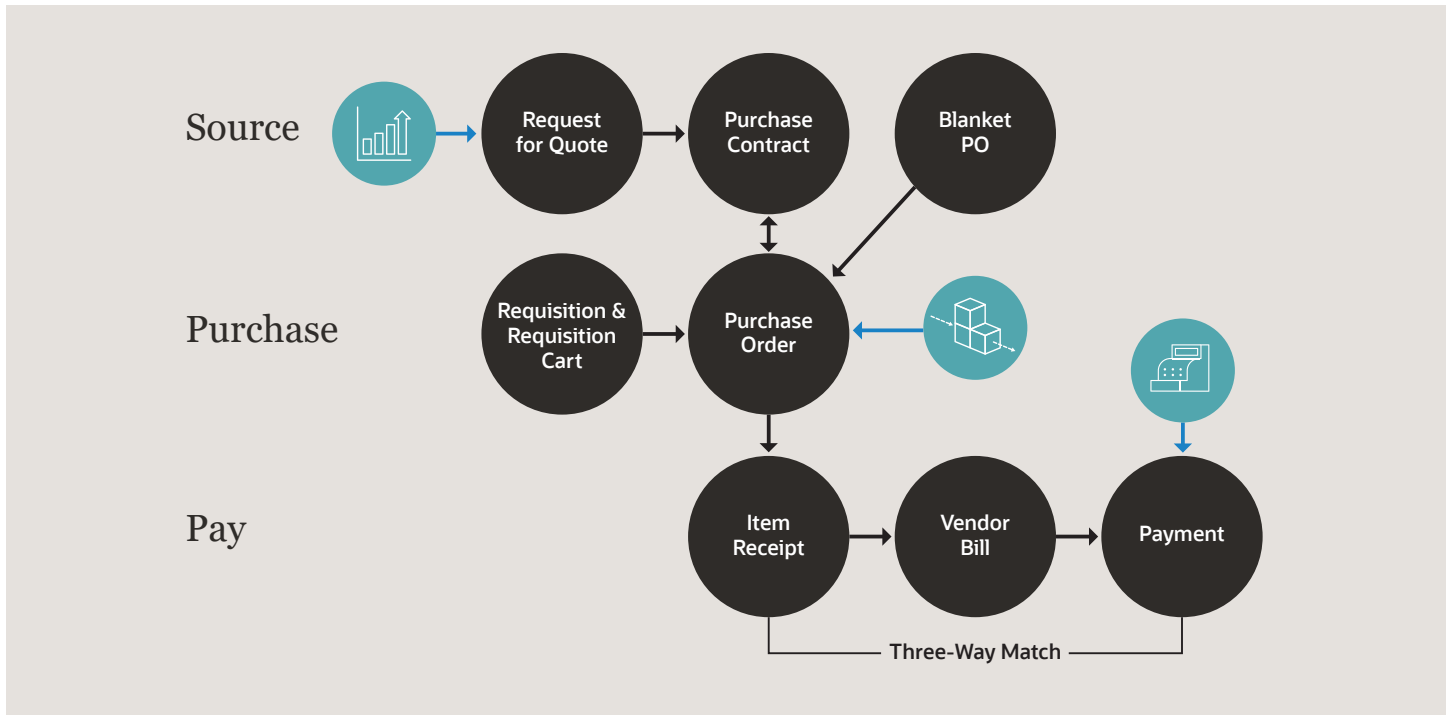 Source
Request
for Quote
Purchase
Contract
Blanket
PO
Purchase
Requisition &
Requisition
Cart
Purchase
Order
Pay
Item
Receipt
Vendor
Bill
Payment
Three-Way Match